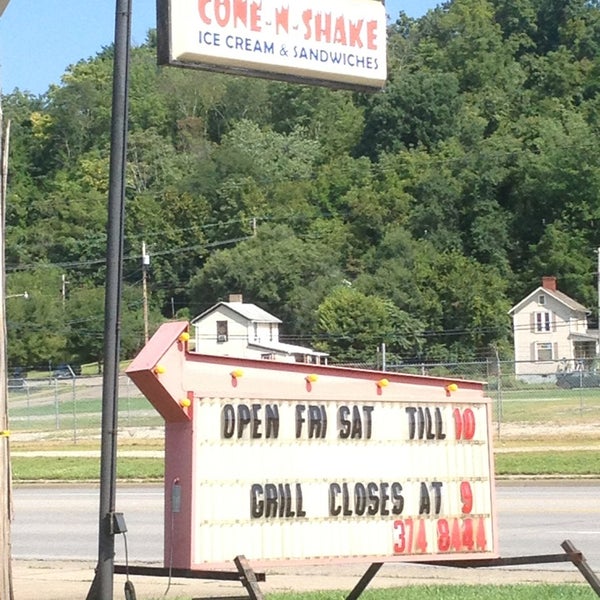 CONE-N-SHAKE
ICE CREAM & SANDWICHES
OPEN FRI SAT TILL 10
GRILL CLOSES AT 9
374 8444